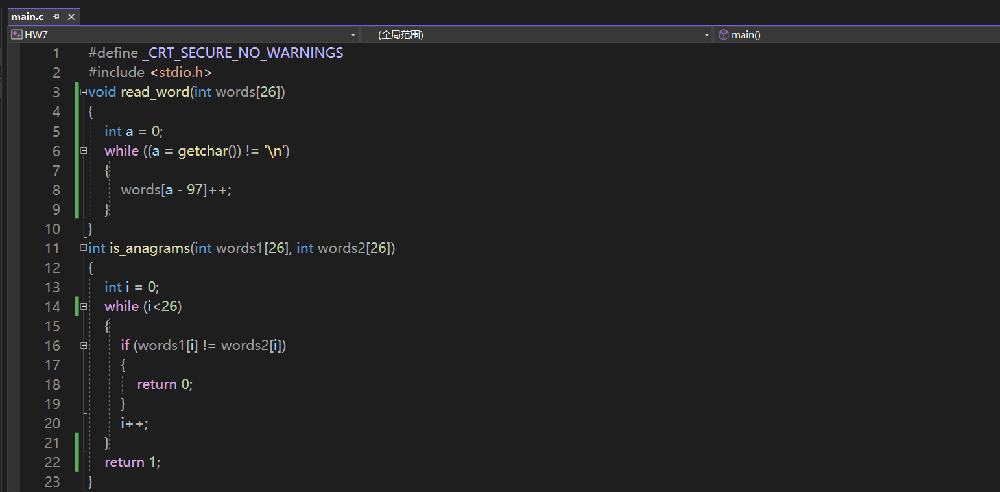 main.c
HW7 (全局范围) main()
1 #define _CRT_SECURE_NO_WARNINGS
2 #include <stdio.h>
3 void read_word(int words[26])
4 {
5 int a = 0;
6 while ((a = getchar()) != '\n')
7 {
8 words[a - 97]++;
9 }
10 }
11 int is_anagrams(int words1[26], int words2[26])
12 {
13 int i = 0;
14 while (i<26)
15 {
16 if (words1[i] != words2[i])
17 {
18 return 0;
19 }
20 i++;
21 }
22 return 1;
23 }